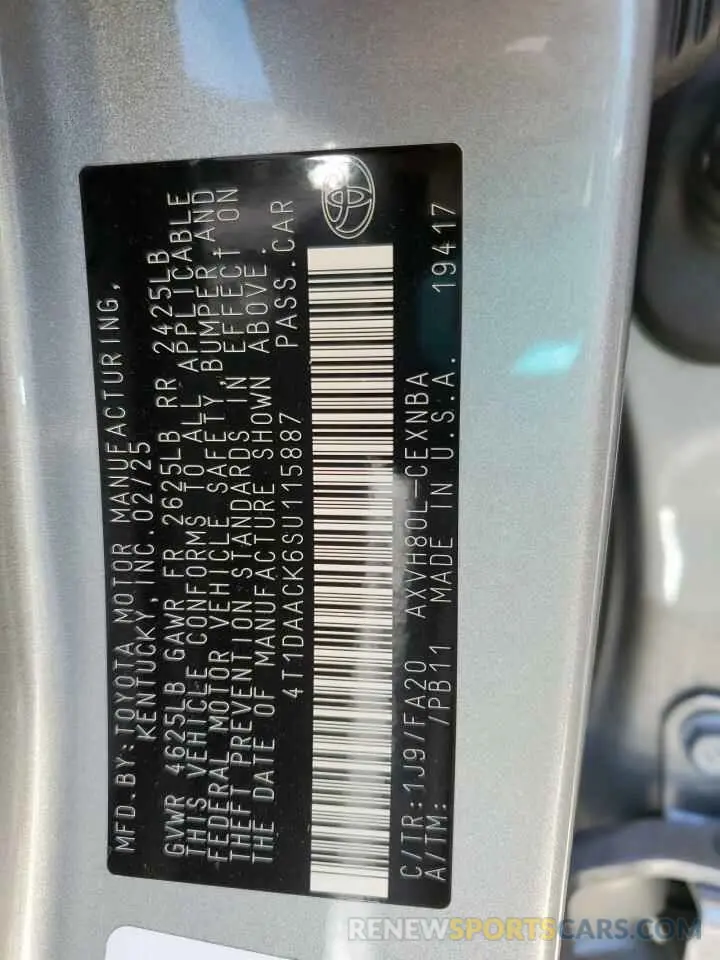 MFD.BY:TOYOTA MOTOR MANUFACTURING,
KENTUCKY, INC.02/25
GVWR 4625LB GAWR FR 2625LB RR 2425LB
THIS VEHICLE CONFORMS TO ALL APPLICABLE
FEDERAL MOTOR VEHICLE SAFETY, BUMPER, AND
THEFT PREVENTION STANDARDS IN EFFECT ON
THE DATE OF MANUFACTURE SHOWN ABOVE.
4T1DAACK6SU115887 PASS.CAR
C/TR:1J9/FA20 AXVH80L-CEXNBA
A/TM: /PB11 MADE IN U.S.A. 19417
RENEWSPORTSCARS.COM